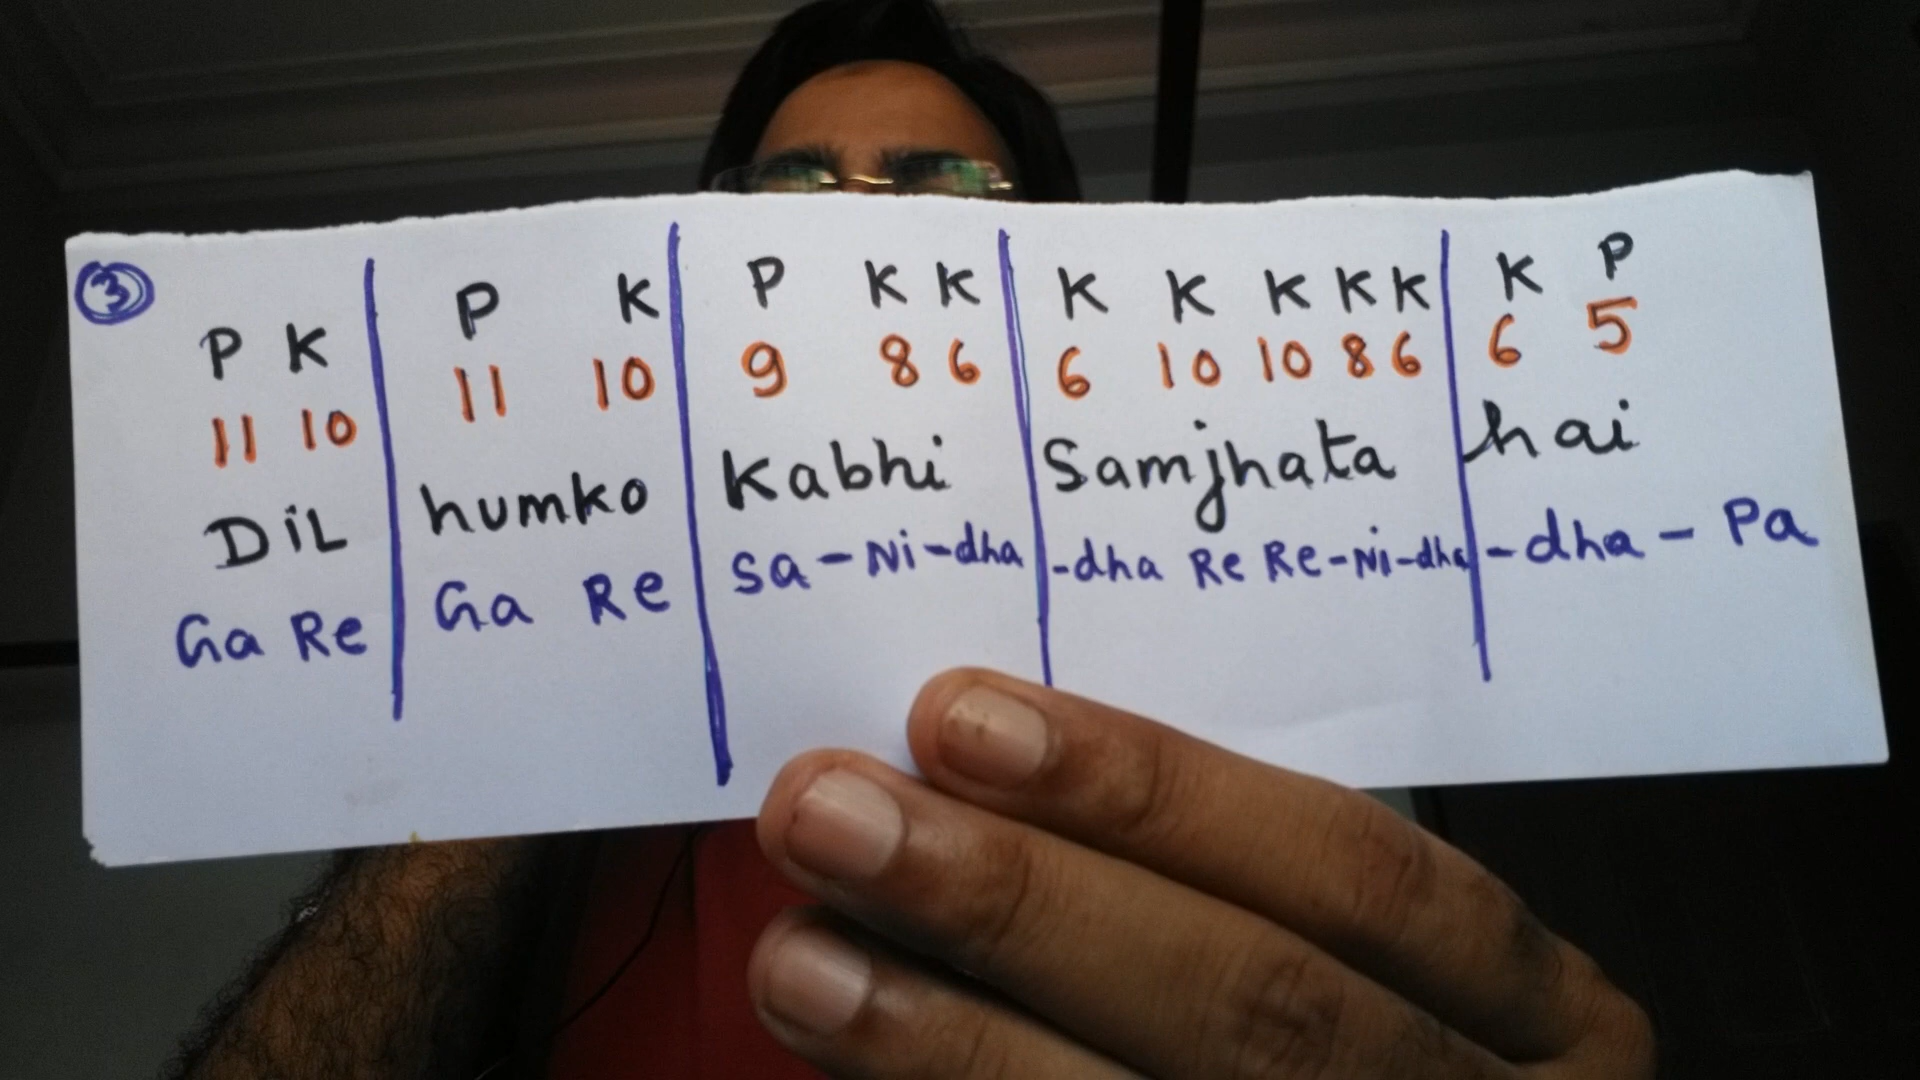 3
P K | P K | P K K | K K K K K | K P
11 10 | 11 10 | 9 8 6 | 6 10 10 8 6 | 6 5
DiL | humko | Kabhi | Samjhata | hai
Ga Re | Ga Re | Sa - Ni - dha | - dha Re Re - Ni - dha | - dha - Pa